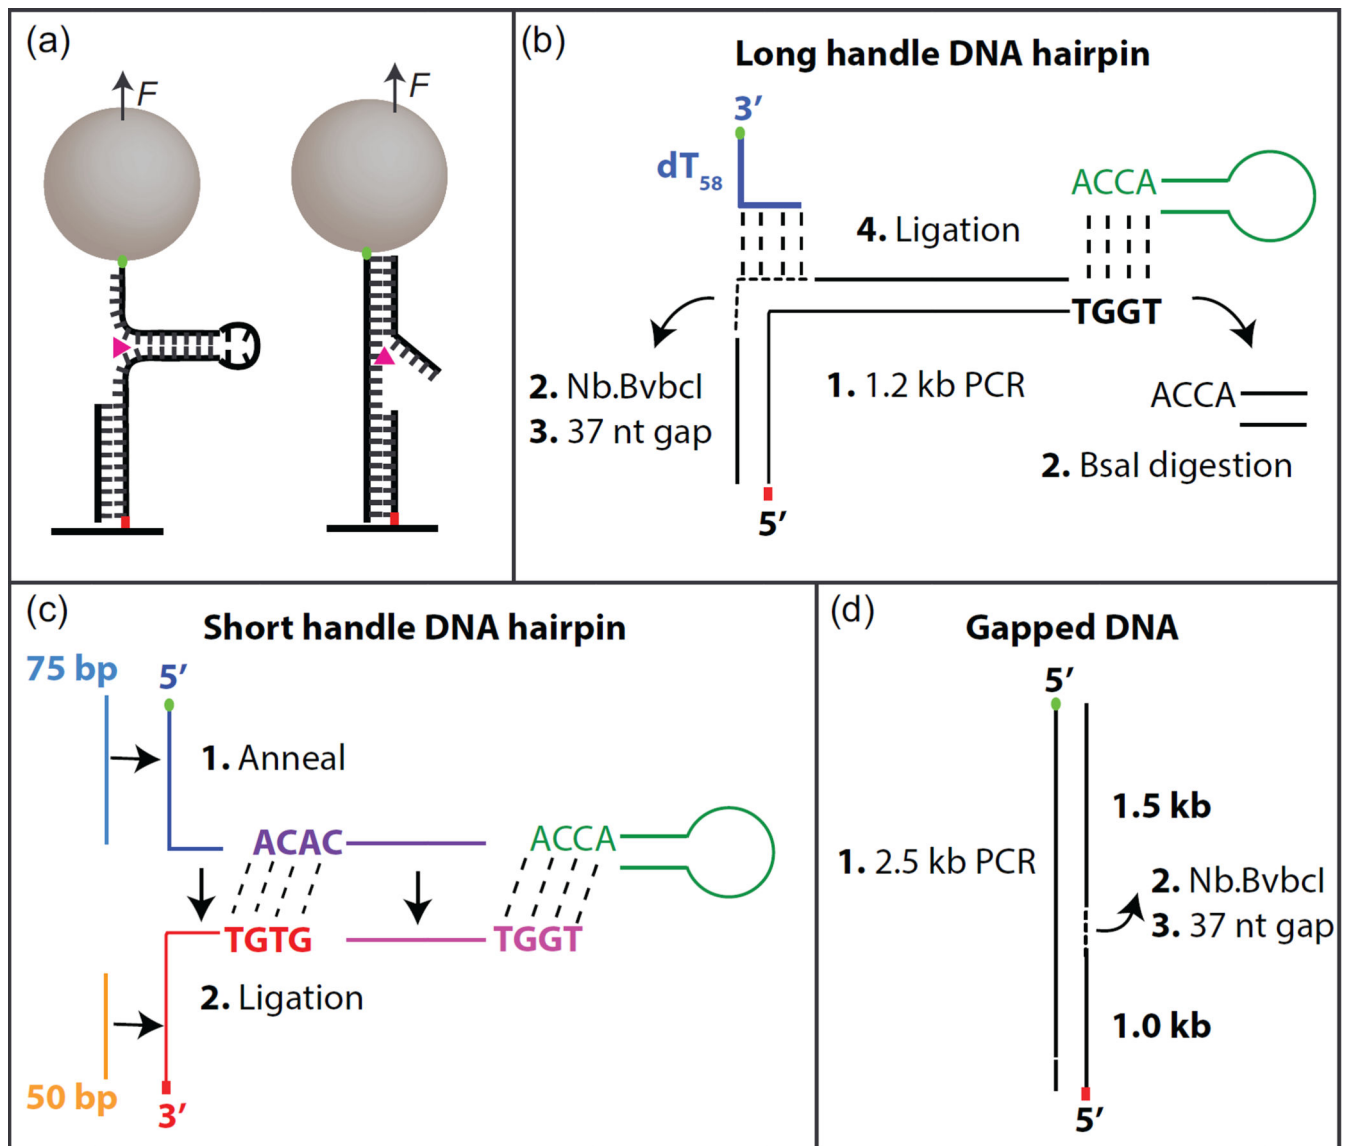 (a)
F
F
(b)
Long handle DNA hairpin
3′
dT58
ACCA
4. Ligation
TGGT
2. Nb.BvbcI
3. 37 nt gap
1. 1.2 kb PCR
ACCA
2. BsaI digestion
5′
(c)
Short handle DNA hairpin
75 bp
5′
1. Anneal
ACAC
ACCA
TGTG
TGGT
2. Ligation
50 bp
3′
(d)
Gapped DNA
5′
1.5 kb
1. 2.5 kb PCR
2. Nb.BvbcI
3. 37 nt gap
1.0 kb
5′